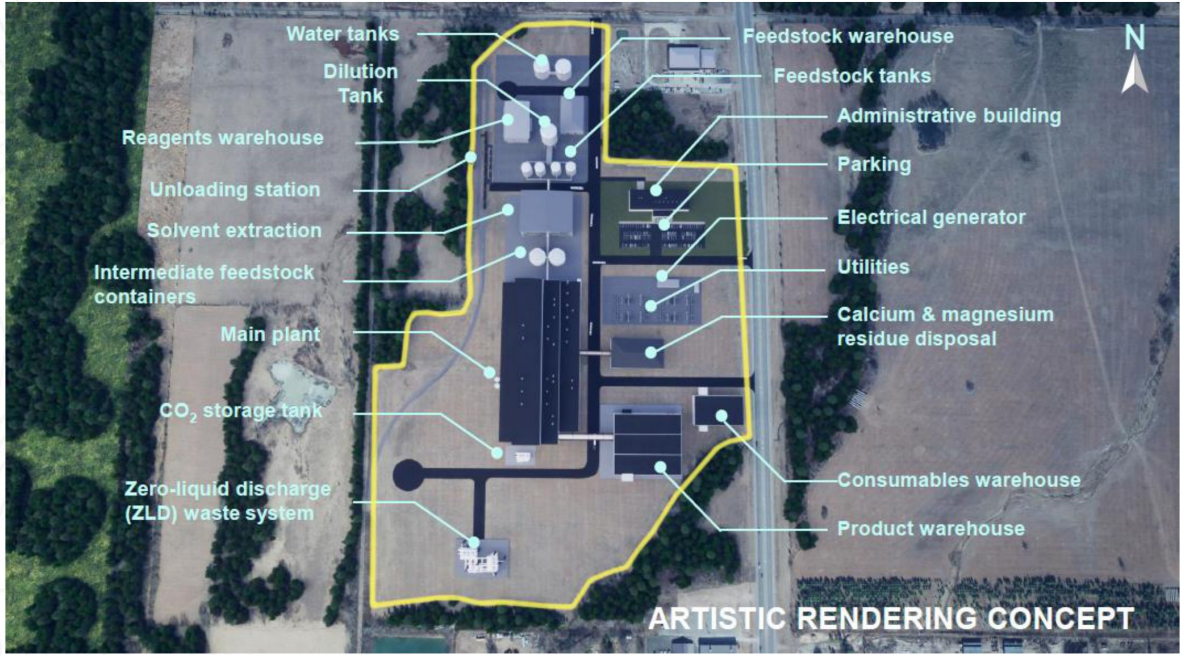 Water tanks
Dilution
Tank
Reagents warehouse
Unloading station
Solvent extraction
Intermediate feedstock
containers
Main plant
CO₂ storage tank
Zero-liquid discharge
(ZLD) waste system
Feedstock warehouse
Feedstock tanks
Administrative building
Parking
Electrical generator
Utilities
Calcium & magnesium
residue disposal
Consumables warehouse
Product warehouse
N
ARTISTIC RENDERING CONCEPT